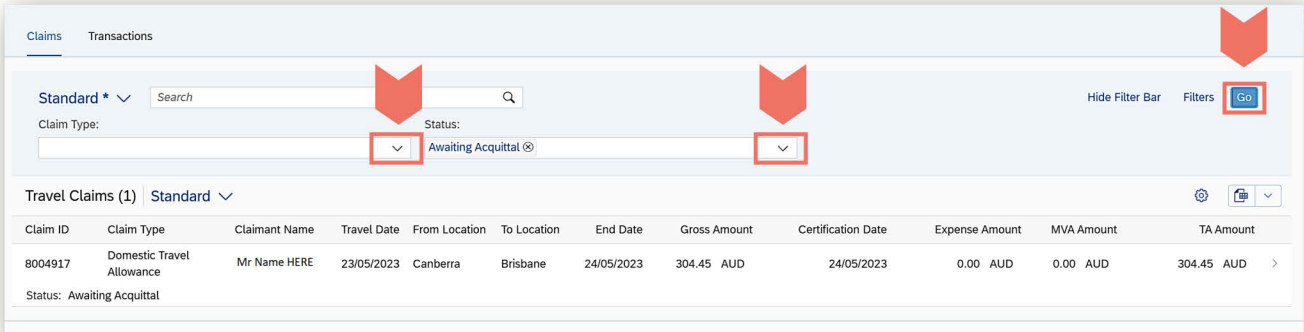 Claims Transactions
Standard * Search Hide Filter Bar Filters Go
Claim Type: Status:
Awaiting Acquittal
Travel Claims (1) Standard
Claim ID Claim Type Claimant Name Travel Date From Location To Location End Date Gross Amount Certification Date Expense Amount MVA Amount TA Amount
8004917 Domestic Travel Allowance Mr Name HERE 23/05/2023 Canberra Brisbane 24/05/2023 304.45 AUD 24/05/2023 0.00 AUD 0.00 AUD 304.45 AUD
Status: Awaiting Acquittal